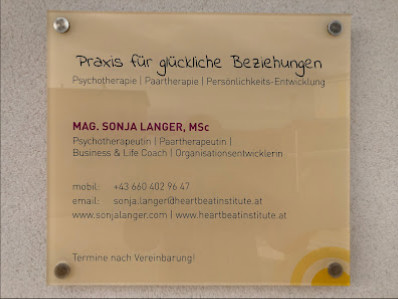 Praxis für glückliche Beziehungen
Psychotherapie | Paartherapie | Persönlichkeits-Entwicklung
MAG. SONJA LANGER, MSc
Psychotherapeutin | Paartherapeutin |
Business & Life Coach | Organisationsentwicklerin
mobil: +43 660 402 96 47
email: sonja.langer@heartbeatinstitute.at
www.sonjalanger.com | www.heartbeatinstitute.at
Termine nach Vereinbarung!